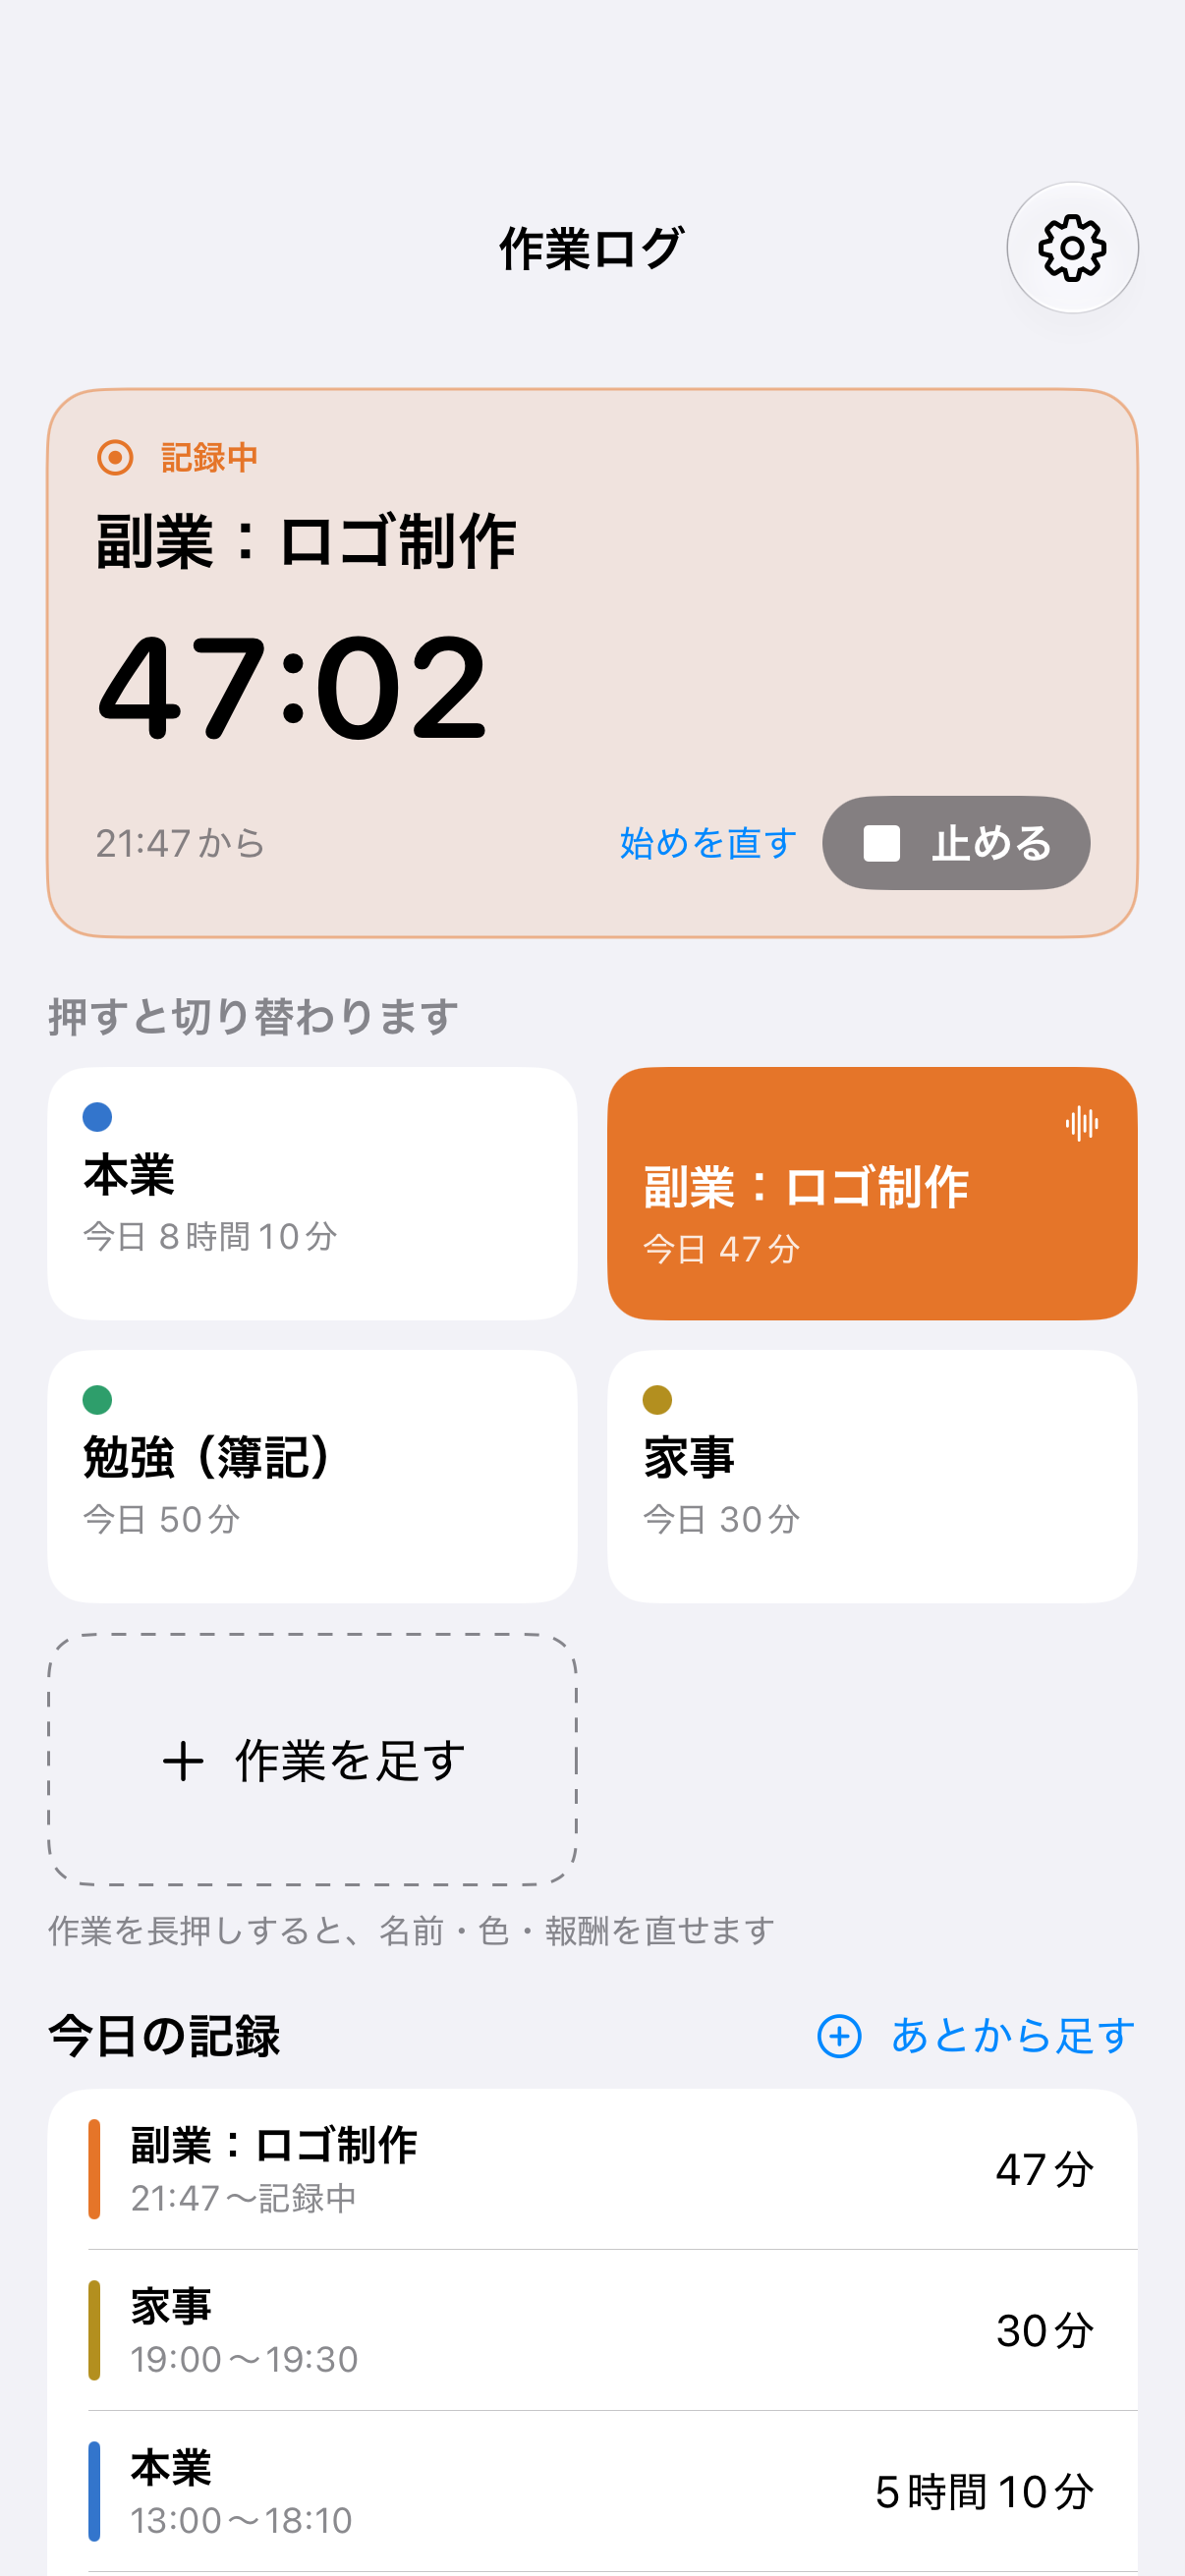 作業ログ
記録中
副業：ロゴ制作
47:02
21:47から
始めを直す
止める
押すと切り替わります
本業
今日 8時間10分
副業：ロゴ制作
今日 47分
勉強（簿記）
今日 50分
家事
今日 30分
作業を足す
作業を長押しすると、名前・色・報酬を直せます
今日の記録
あとから足す
副業：ロゴ制作
21:47〜記録中
47分
家事
19:00〜19:30
30分
本業
13:00〜18:10
5時間10分